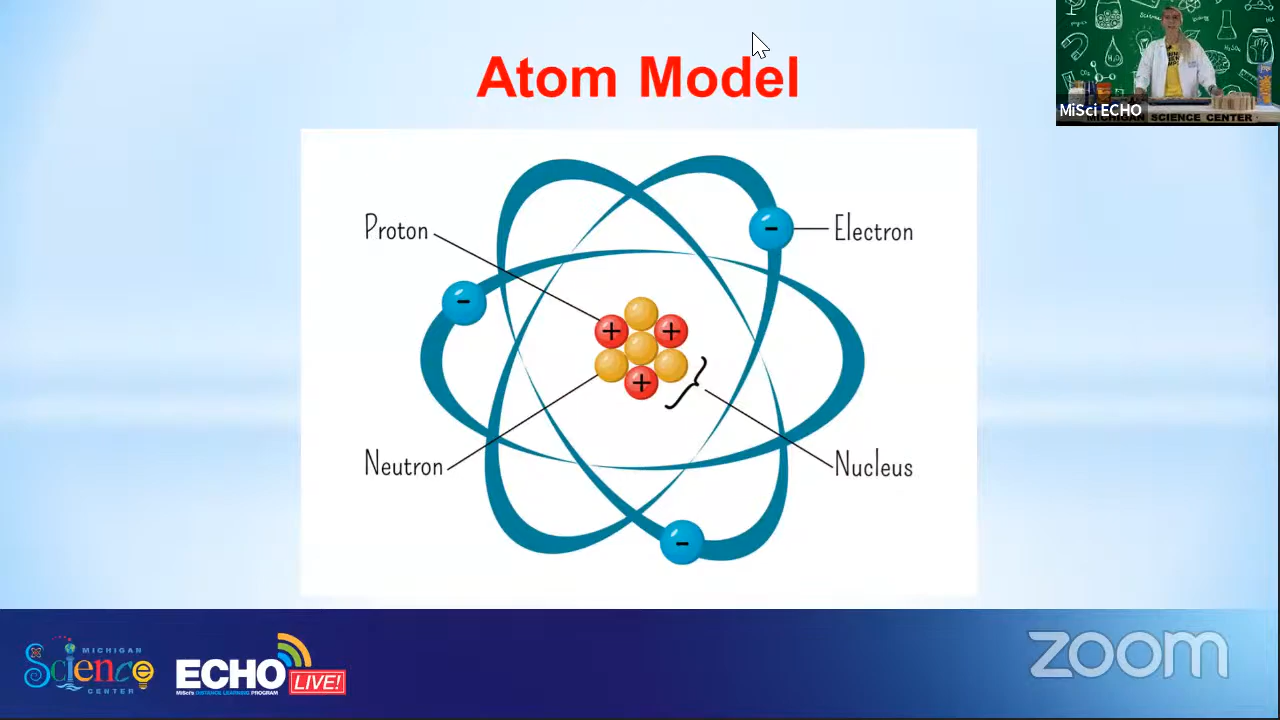 Atom Model
MiSci ECHO
MICHIGAN SCIENCE CENTER
Proton
Electron
Neutron
Nucleus
+
+
+
-
-
-
MICHIGAN
Science
CENTER
ECHO
LIVE!
MiSci's DISTANCE LEARNING PROGRAM
zoom